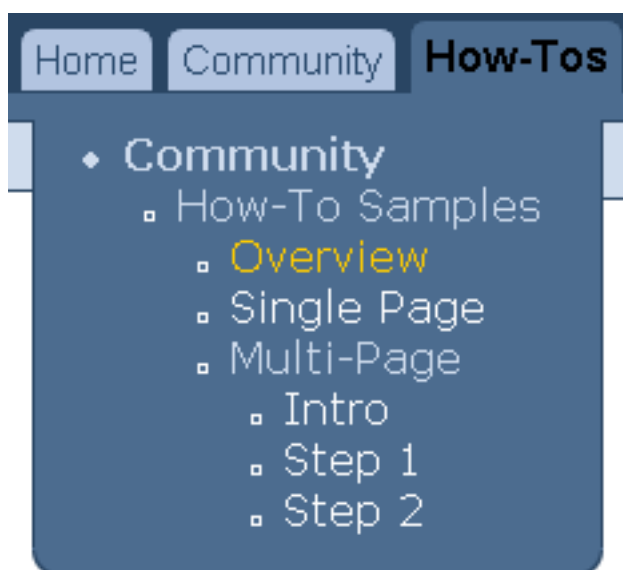 Home Community How-Tos
Community
How-To Samples
Overview
Single Page
Multi-Page
Intro
Step 1
Step 2